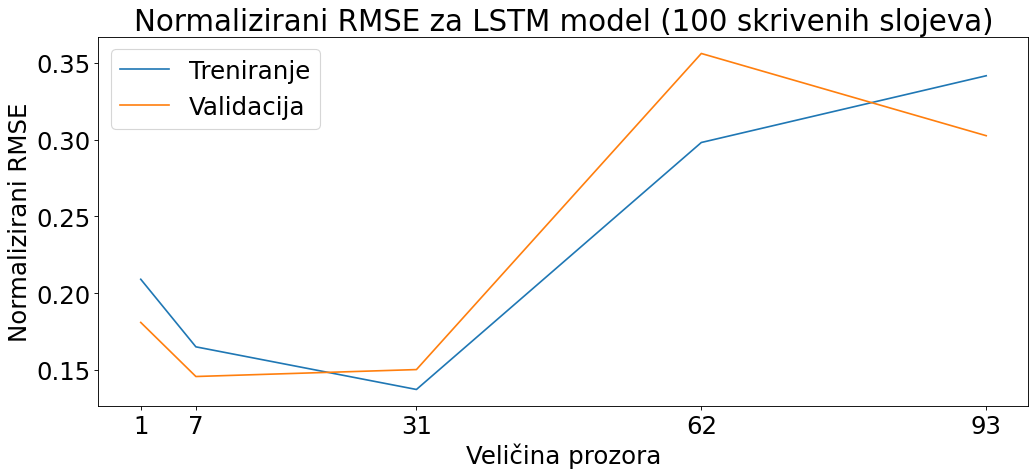 Normalizirani RMSE za LSTM model (100 skrivenih slojeva)
Treniranje
Validacija
Normalizirani RMSE
0.35
0.30
0.25
0.20
0.15
1 7 31 62 93
Veličina prozora